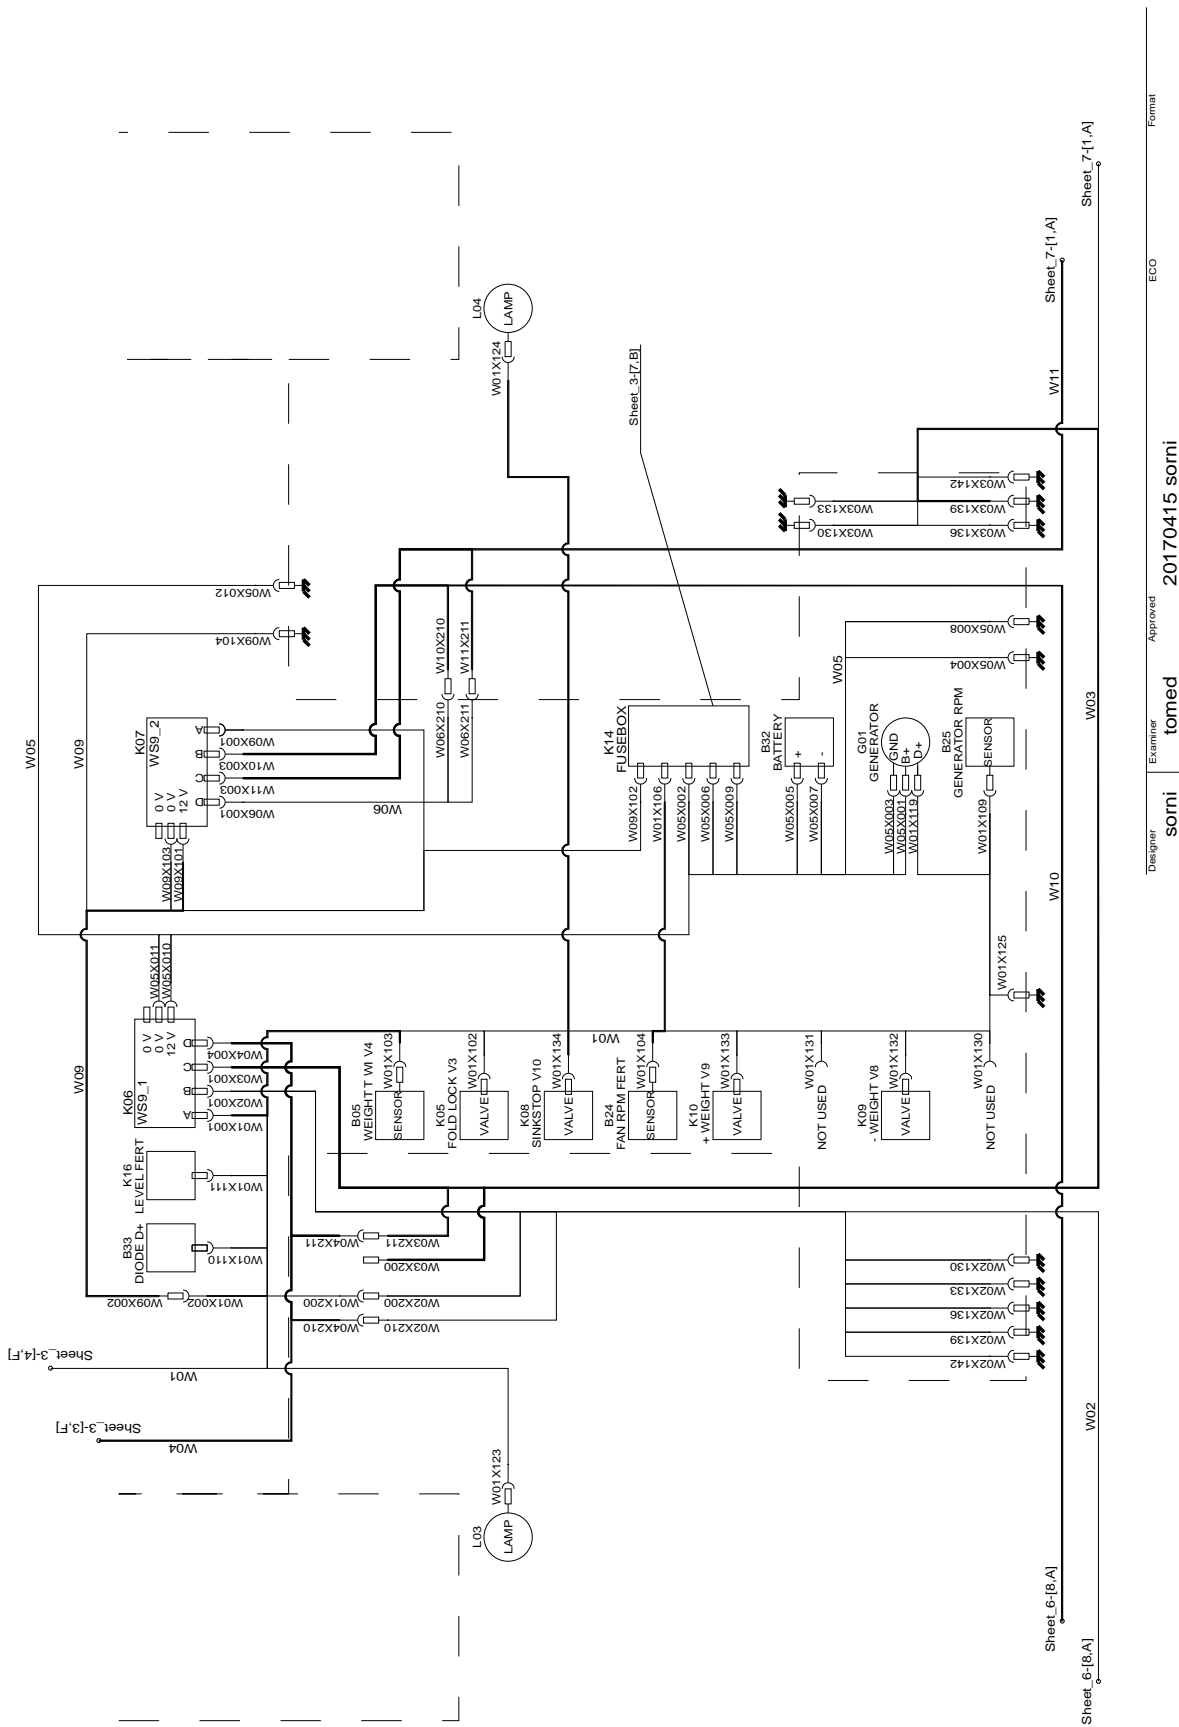 Format
Sheet_7-[1,A]
ECO
Sheet_7-[1,A]
L04
LAMP
W01X124
W11
Sheet_3-[7,B]
20170415 sorni
W03X142
W03X133
W03X139
W03X130
W03X136
W05X012
W09X104
W10X210
W11X211
W06X210
W06X211
W05X008
W05X004
Approved
W05
W03
W05
W09
K07
WS9_2
A
B
C
D
0 V
0 V
12 V
W09X001
W10X003
W11X003
W06X001
W06
W09X103
W09X101
K14
FUSEBOX
W09X102
W01X106
W05X002
W05X006
W05X009
B32
BATTERY
+
-
W05X005
W05X007
G01
GENERATOR
GND
B+
D+
W05X003
W05X001
W01X119
B25
GENERATOR RPM
SENSOR
W01X109
Examiner
tomed
Designer
sorni
W10
W05X011
W05X010
W01X125
K06
WS9_1
0 V
0 V
12 V
D
C
B
A
W04X004
W03X001
W02X001
W01X001
W09
W01
W01X103
B05
WEIGHT WI V4
SENSOR
W01X102
K05
FOLD LOCK V3
VALVE
W01X134
K08
SINKSTOP V10
VALVE
W01X104
B24
FAN RPM FERT
SENSOR
W01X133
K10
+ WEIGHT V9
VALVE
W01X131
NOT USED
W01X132
K09
- WEIGHT V8
VALVE
W01X130
NOT USED
K16
LEVEL FERT
W01X111
B33
DIODE D+
W01X110
W04X211
W03X211
W03X200
W09X002
W01X002
W01X200
W02X200
W04X210
W02X210
W02X130
W02X133
W02X136
W02X139
W02X142
Sheet_3-[4,F]
W01
Sheet_3-[3,F]
W04
W02
W01X123
L03
LAMP
Sheet_6-[8,A]
Sheet_6-[8,A]